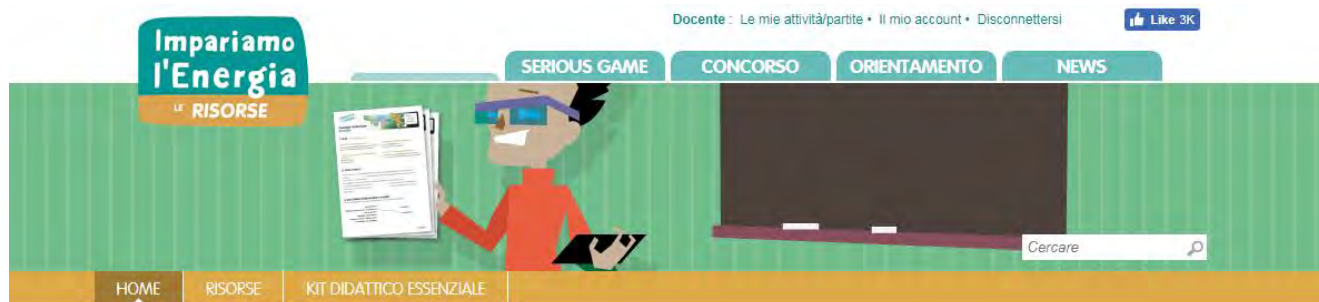 Docente : Le mie attività/partite • Il mio account • Disconnettersi
Like 3K
Impariamo
l'Energia
LE RISORSE
SERIOUS GAME
CONCORSO
ORIENTAMENTO
NEWS
Cercare
HOME
RISORSE
KIT DIDATTICO ESSENZIALE